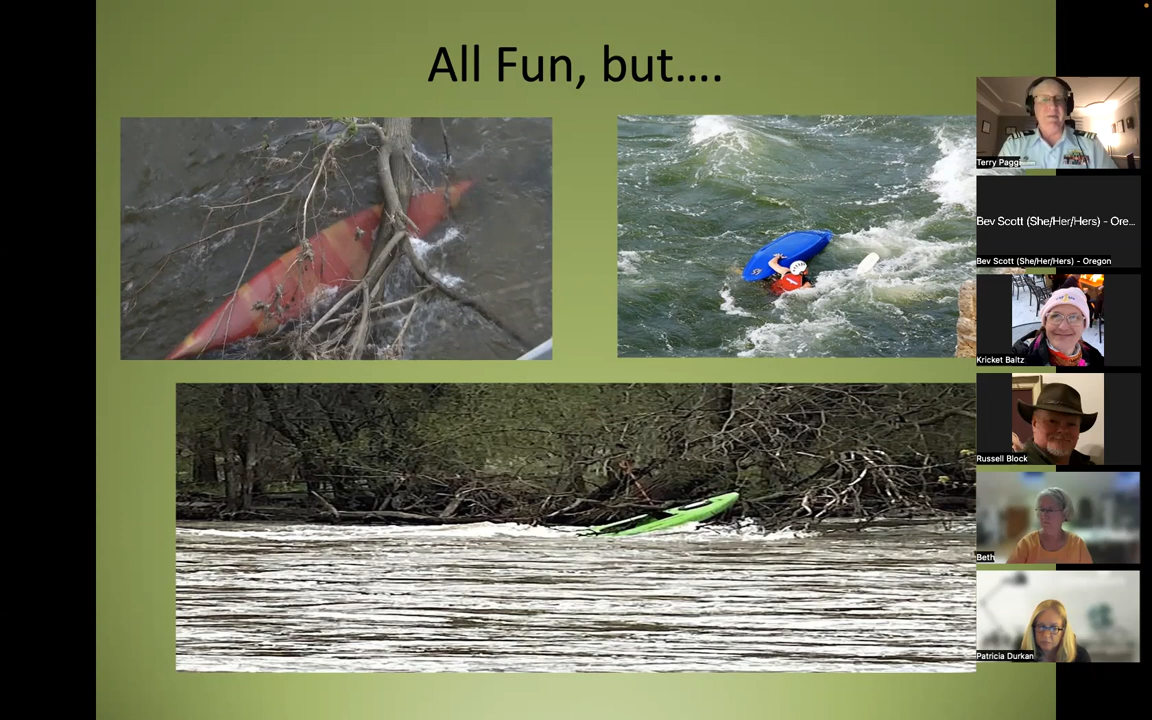 All Fun, but....
Terry Paggi
Bev Scott (She/Her/Hers) - Ore...
Bev Scott (She/Her/Hers) - Oregon
Kricket Baltz
Russell Block
Beth
Patricia Durkan